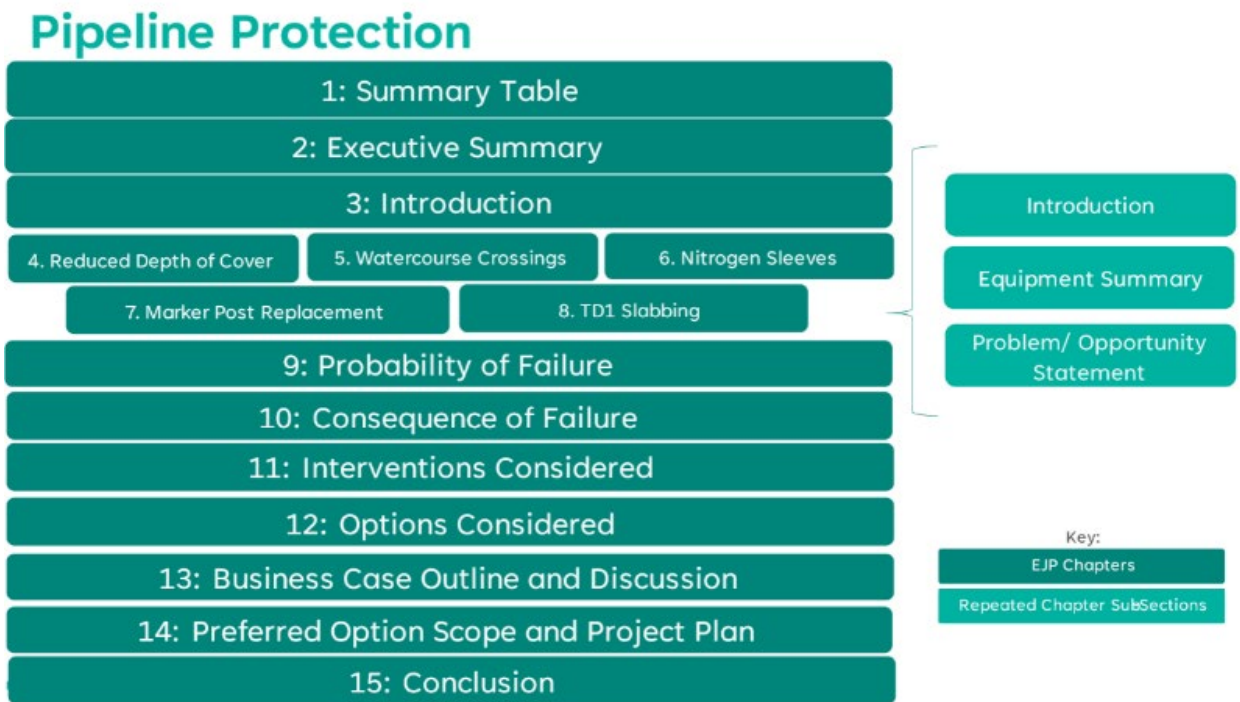 Pipeline Protection
1: Summary Table
2: Executive Summary
3: Introduction
4. Reduced Depth of Cover
5. Watercourse Crossings
6. Nitrogen Sleeves
7. Marker Post Replacement
8. TD1 Slabbing
9: Probability of Failure
10: Consequence of Failure
11: Interventions Considered
12: Options Considered
13: Business Case Outline and Discussion
14: Preferred Option Scope and Project Plan
15: Conclusion
Introduction
Equipment Summary
Problem/ Opportunity
Statement
Key:
EJP Chapters
Repeated Chapter SubSections